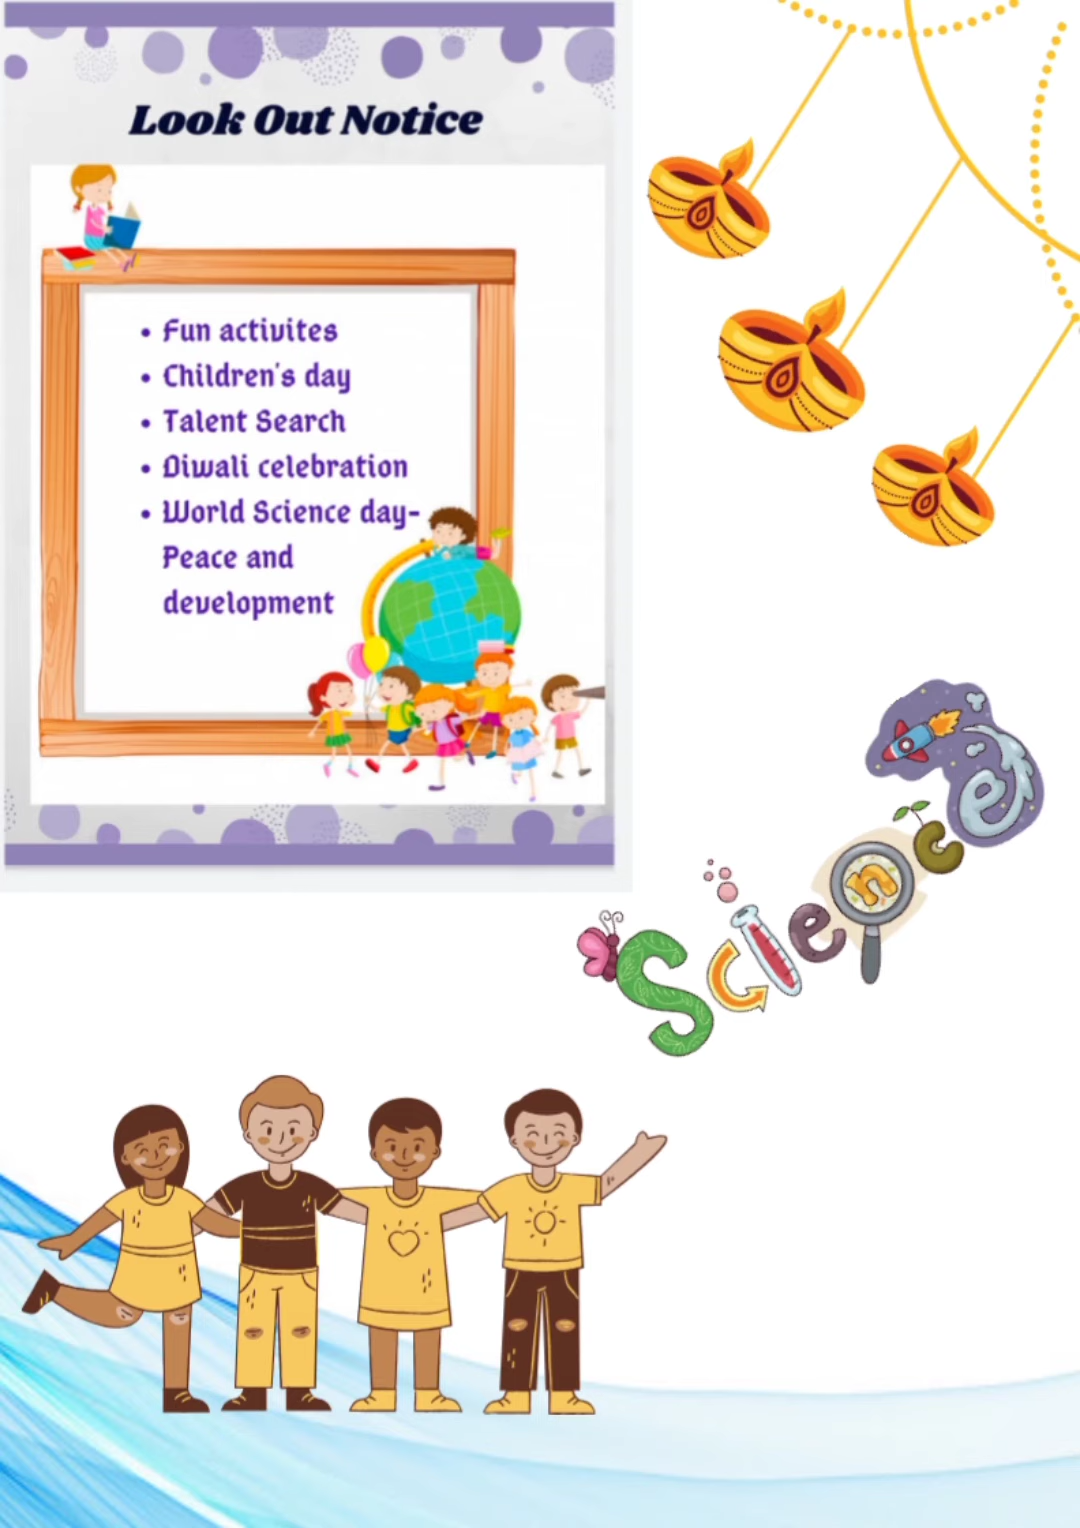 Look Out Notice
• Fun activites
• Children's day
• Talent Search
• Diwali celebration
• World Science day-
Peace and
development
Science